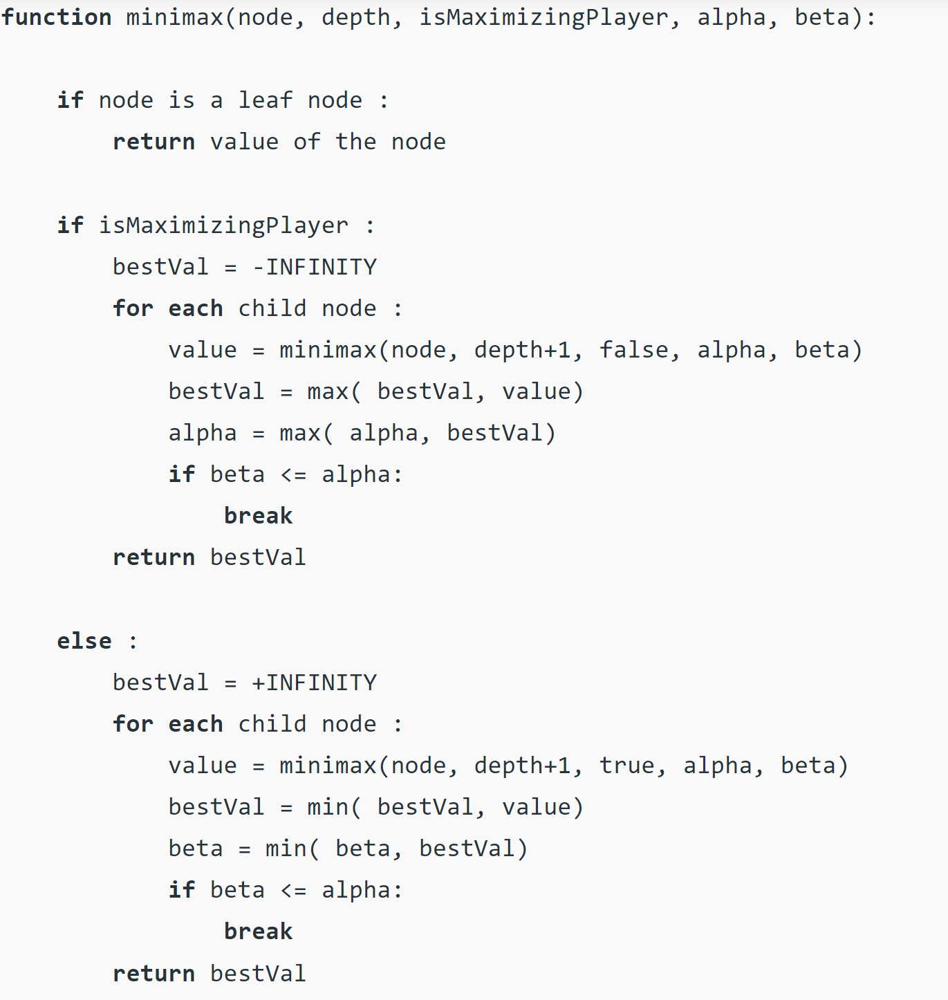 function minimax(node, depth, isMaximizingPlayer, alpha, beta):
if node is a leaf node :
return value of the node
if isMaximizingPlayer :
bestVal = -INFINITY
for each child node :
value = minimax(node, depth+1, false, alpha, beta)
bestVal = max( bestVal, value)
alpha = max( alpha, bestVal)
if beta <= alpha:
break
return bestVal
else :
bestVal = +INFINITY
for each child node :
value = minimax(node, depth+1, true, alpha, beta)
bestVal = min( bestVal, value)
beta = min( beta, bestVal)
if beta <= alpha:
break
return bestVal